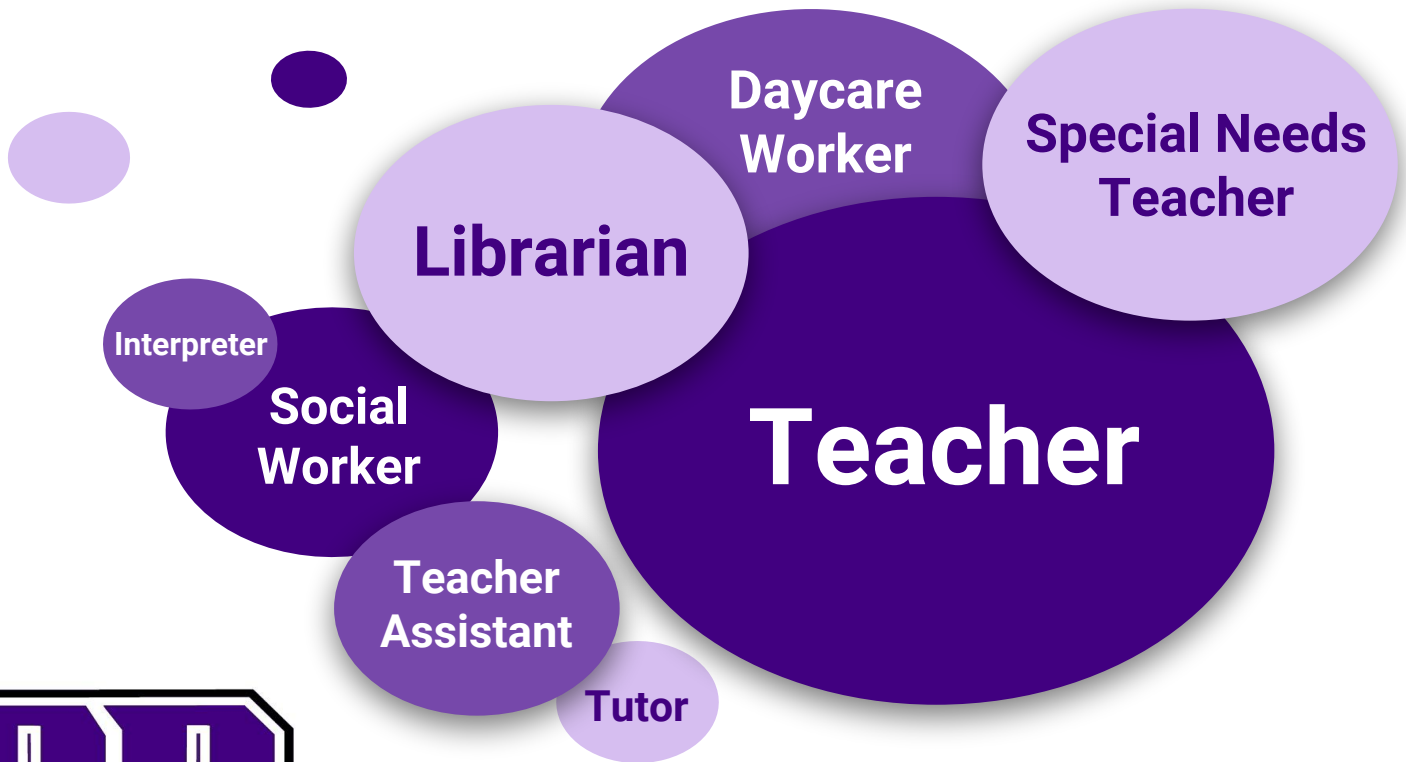 Daycare
Worker
Special Needs
Teacher
Librarian
Interpreter
Social
Worker
Teacher
Teacher
Assistant
Tutor